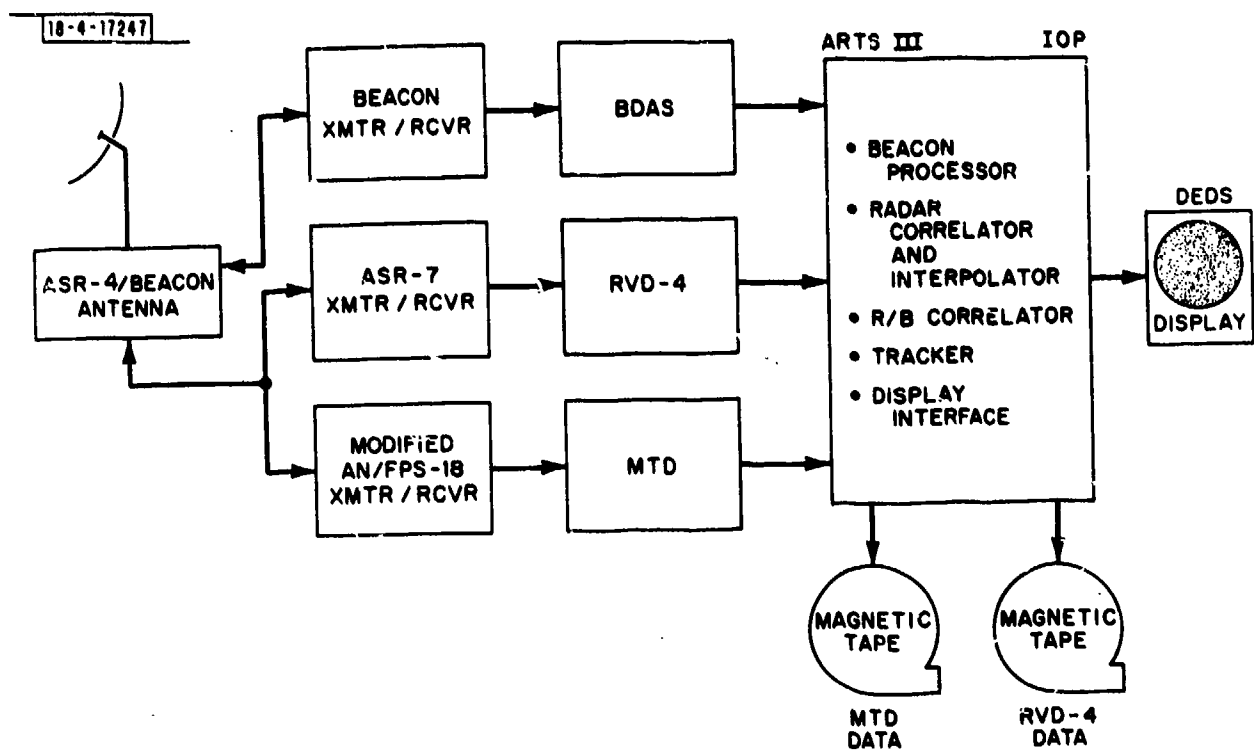 18-4-17247
ARTS III
IOP
BEACON
XMTR / RCVR
BDAS
• BEACON
PROCESSOR
• RADAR
CORRELATOR
AND
INTERPOLATOR
• R/B CORRELATOR
• TRACKER
• DISPLAY
INTERFACE
DEDS
DISPLAY
ASR-4/BEACON
ANTENNA
ASR-7
XMTR / RCVR
RVD-4
MODIFIED
AN/FPS-18
XMTR / RCVR
MTD
MAGNETIC
TAPE
MAGNETIC
TAPE
MTD
DATA
RVD-4
DATA